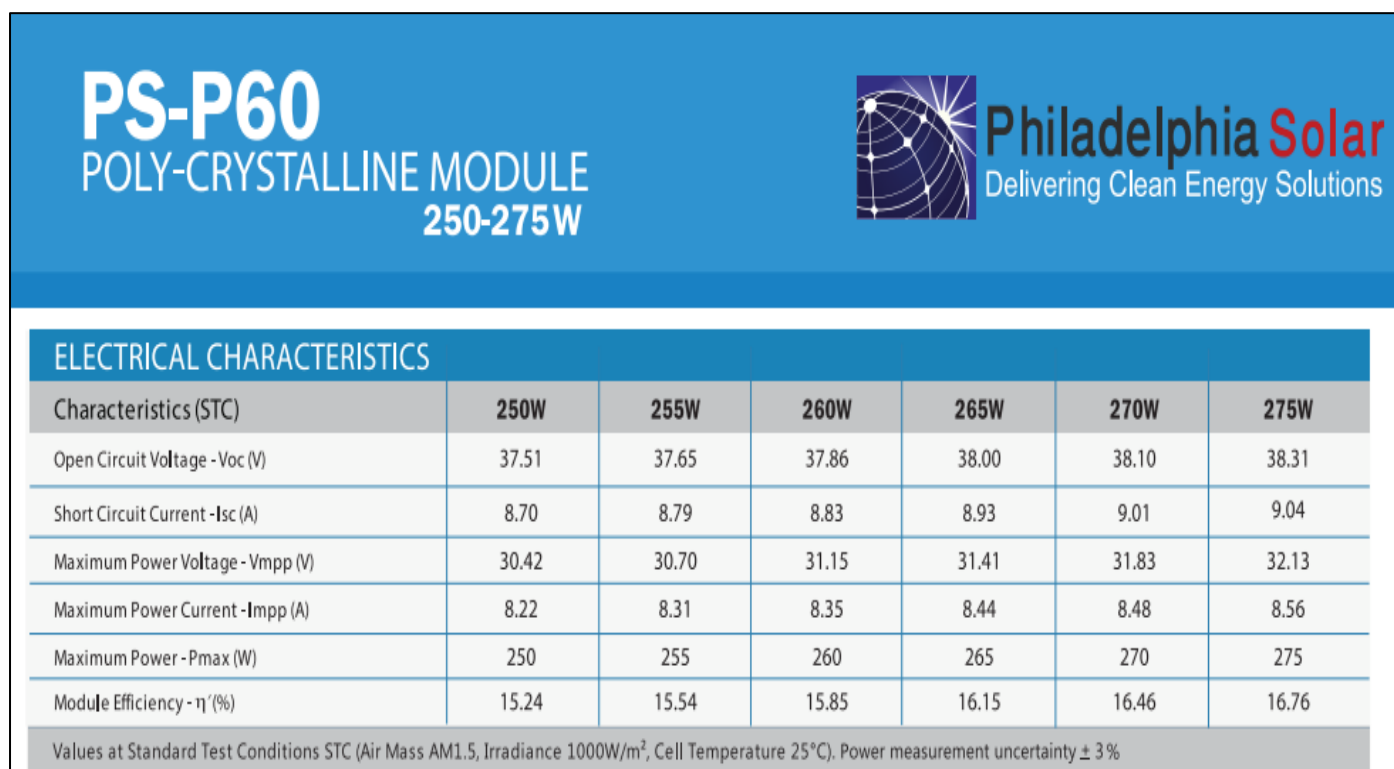 PS-P60
POLY-CRYSTALLINE MODULE
250-275W
Philadelphia Solar
Delivering Clean Energy Solutions
ELECTRICAL CHARACTERISTICS
Characteristics (STC) 250W 255W 260W 265W 270W 275W
Open Circuit Voltage - Voc (V) 37.51 37.65 37.86 38.00 38.10 38.31
Short Circuit Current - Isc (A) 8.70 8.79 8.83 8.93 9.01 9.04
Maximum Power Voltage - Vmpp (V) 30.42 30.70 31.15 31.41 31.83 32.13
Maximum Power Current - Impp (A) 8.22 8.31 8.35 8.44 8.48 8.56
Maximum Power - Pmax (W) 250 255 260 265 270 275
Module Efficiency - η´(%) 15.24 15.54 15.85 16.15 16.46 16.76
Values at Standard Test Conditions STC (Air Mass AM1.5, Irradiance 1000W/m², Cell Temperature 25°C). Power measurement uncertainty ± 3%